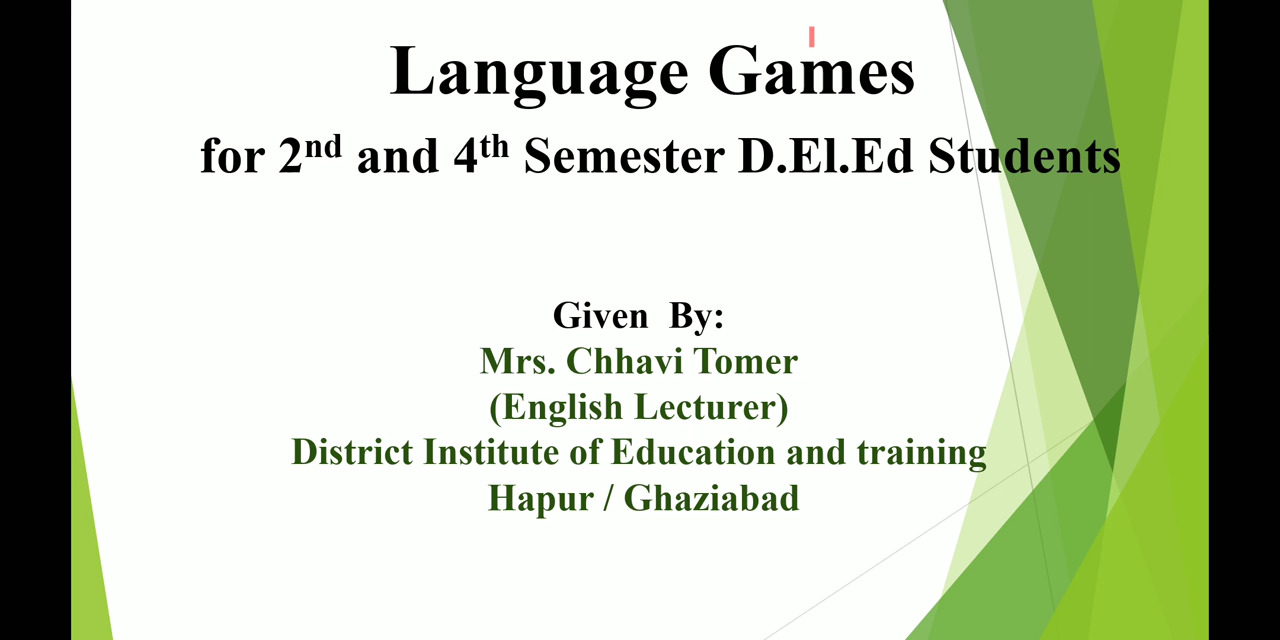 Language Games
for 2nd and 4th Semester D.El.Ed Students
Given By:
Mrs. Chhavi Tomer
(English Lecturer)
District Institute of Education and training
Hapur / Ghaziabad